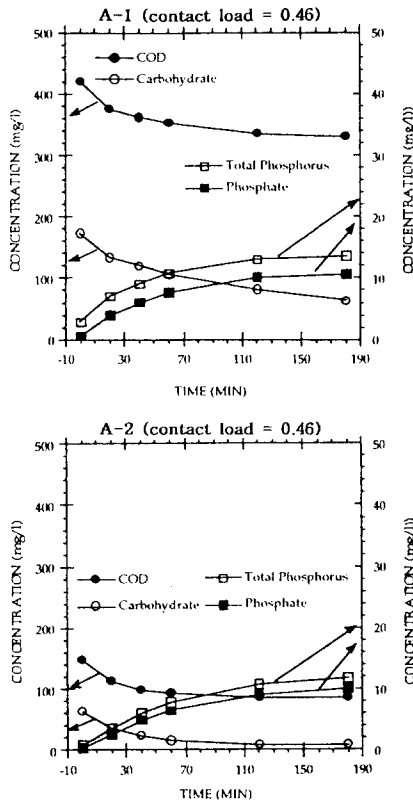 A-1 (contact load = 0.46)
500
400
300
200
100
0
50
40
30
20
10
0
CONCENTRATION (mg/l)
CONCENTRATION (mg/l)
COD
Carbohydrate
Total Phosphorus
Phosphate
-10 30 70 110 150 190
TIME (MIN)
A-2 (contact load = 0.46)
500
400
300
200
100
0
50
40
30
20
10
0
CONCENTRATION (mg/l)
CONCENTRATION (mg/l)
COD
Total Phosphorus
Carbohydrate
Phosphate
-10 30 70 110 150 190
TIME (MIN)